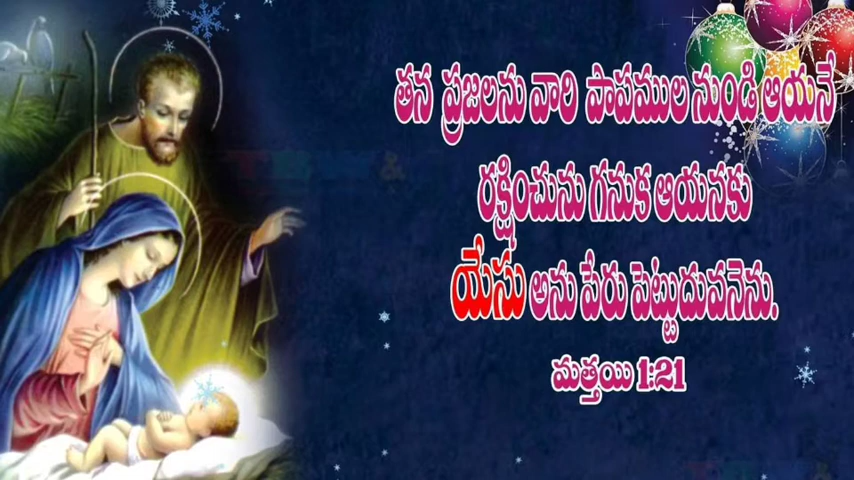 తన ప్రజలను వారి పాపముల నుండి ఆయనే
రక్షించును గనుక ఆయనకు
యేసు అను పేరు పెట్టుదువనెను.
మత్తయి 1:21